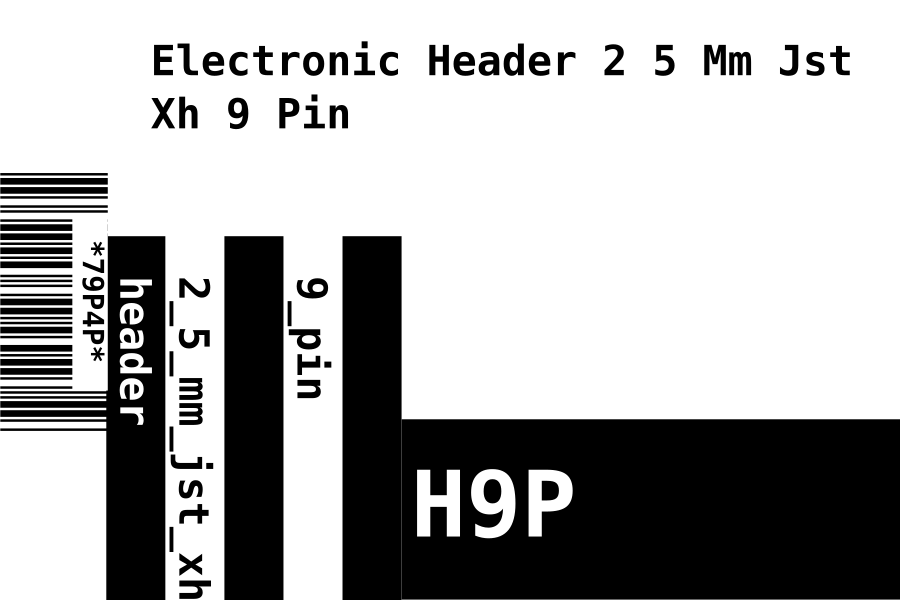 Electronic Header 2 5 Mm Jst
Xh 9 Pin
*79P4P*
header
2_5_mm_jst_xh
9_pin
H9P